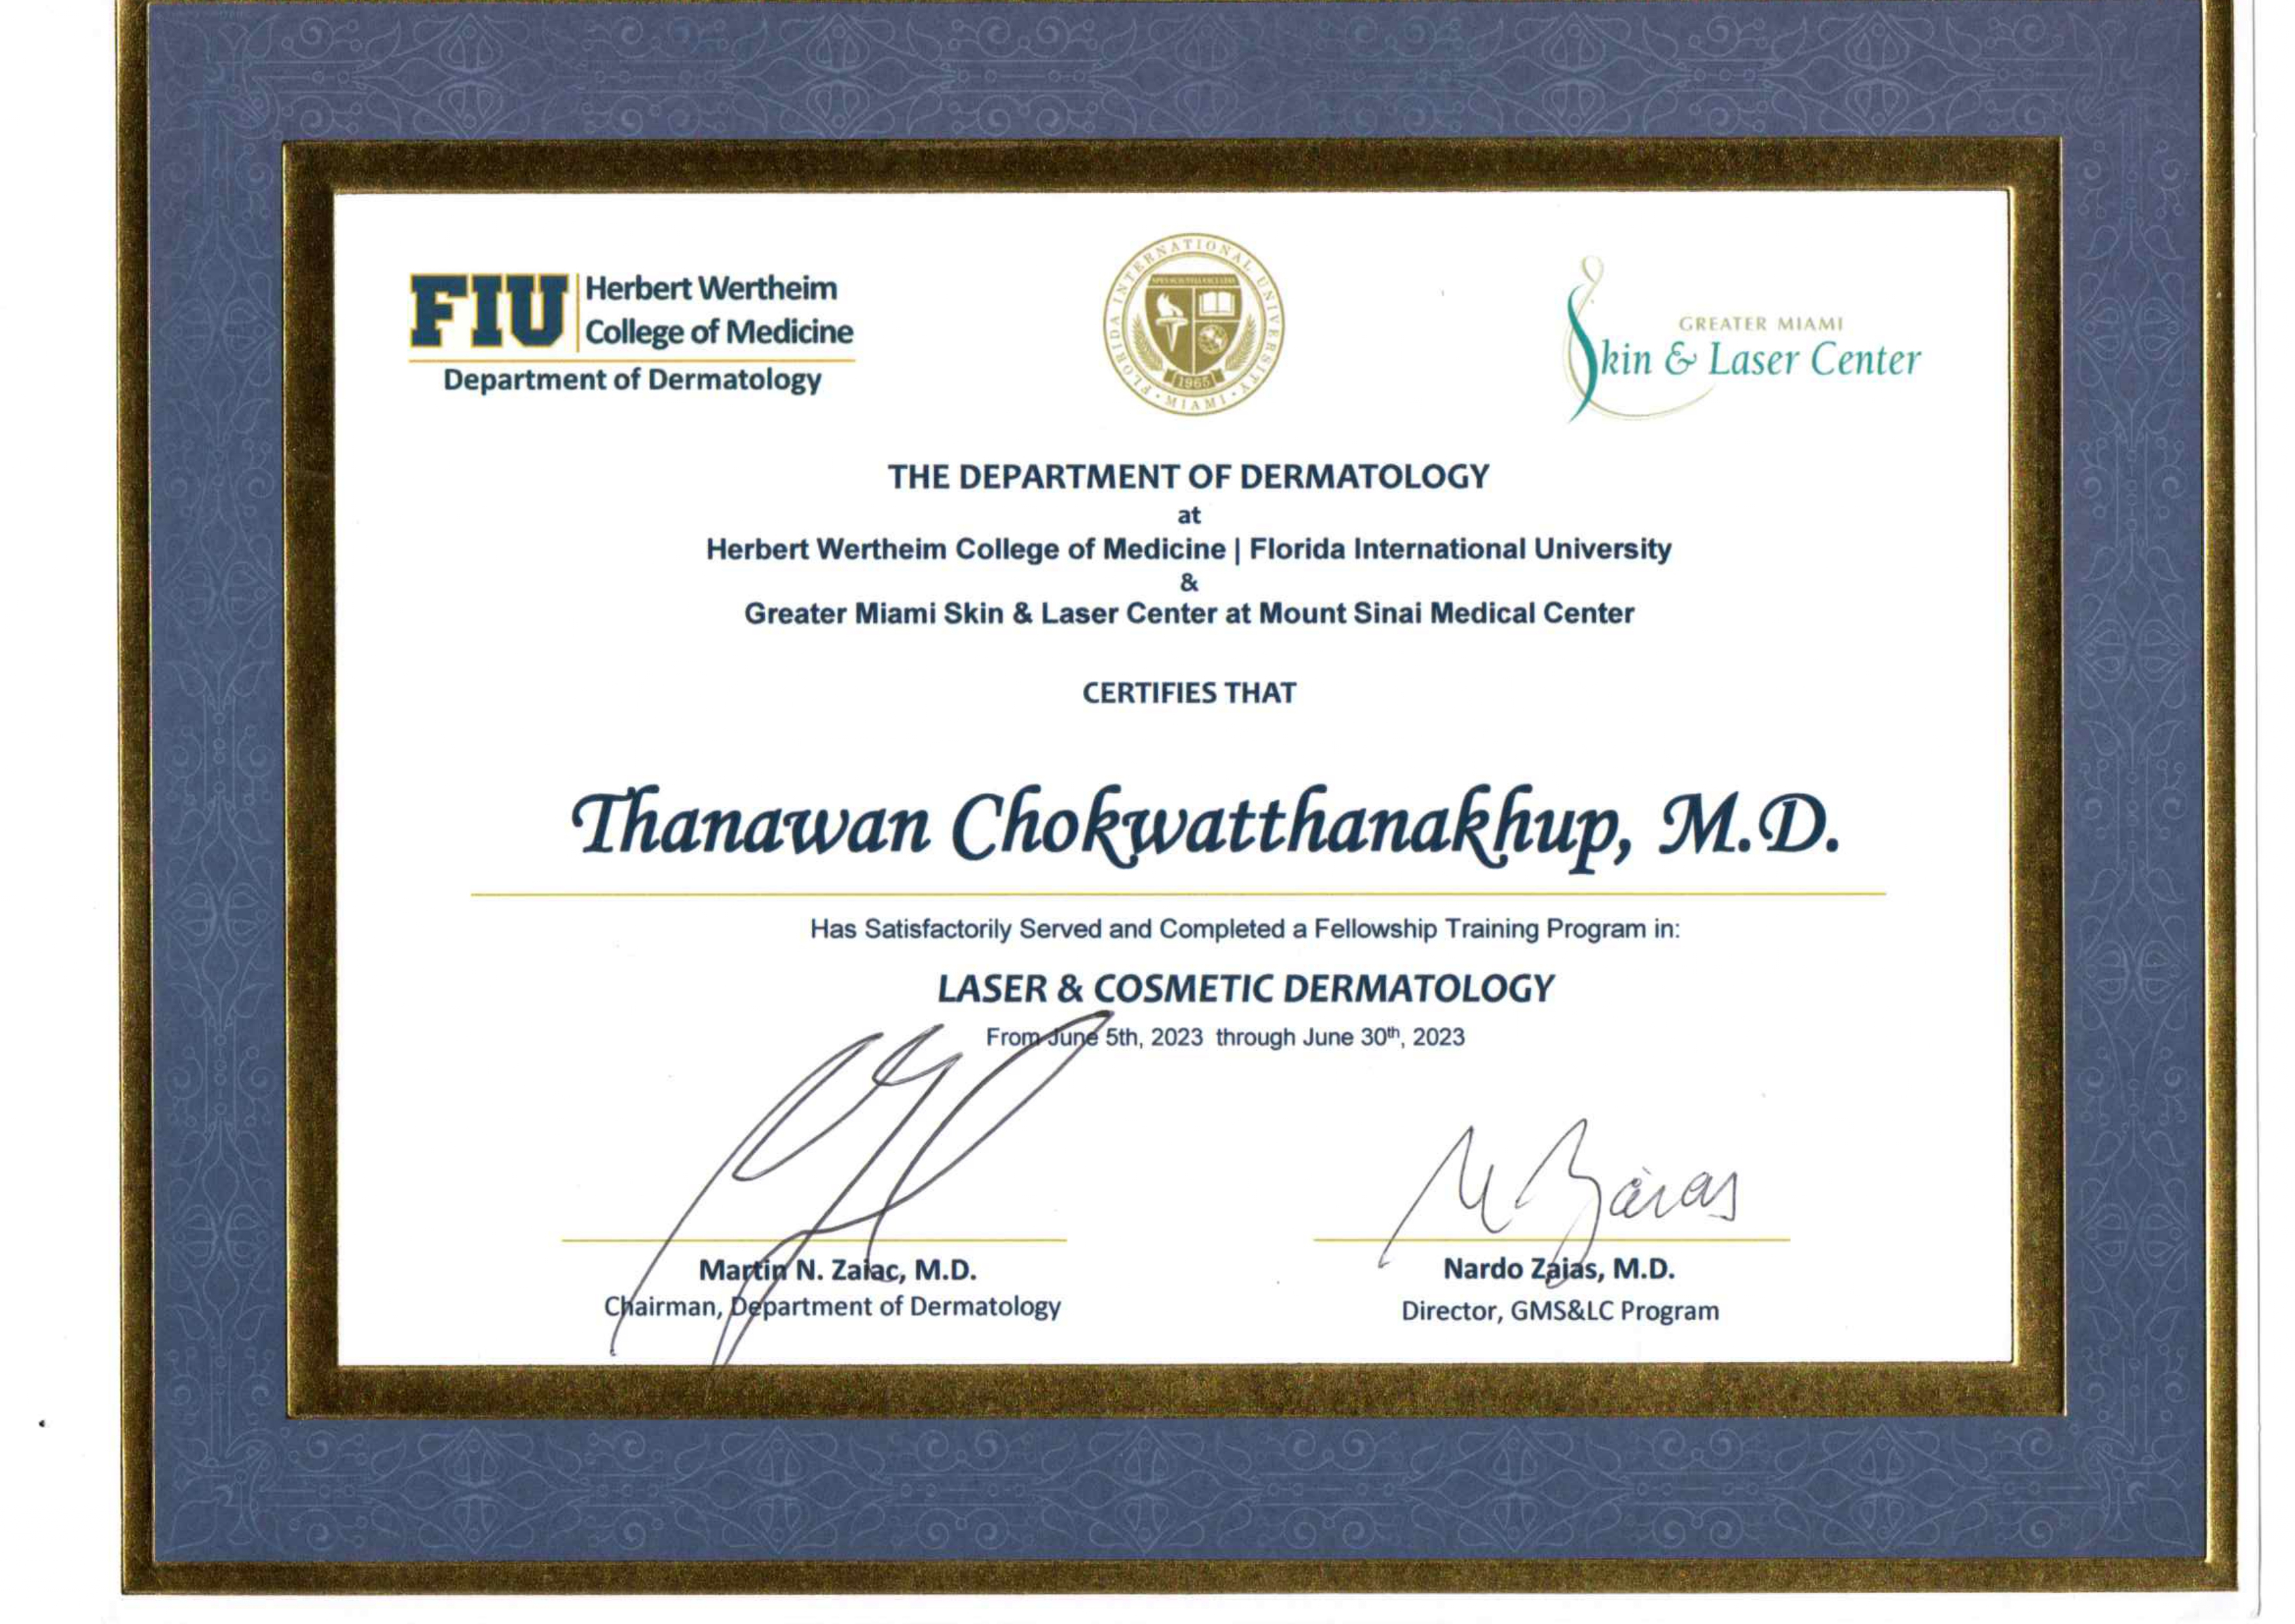 FIU
Herbert Wertheim
College of Medicine
Department of Dermatology
FLORIDA INTERNATIONAL UNIVERSITY
1965
MIAMI
GREATER MIAMI
Skin & Laser Center
THE DEPARTMENT OF DERMATOLOGY
at
Herbert Wertheim College of Medicine | Florida International University
&
Greater Miami Skin & Laser Center at Mount Sinai Medical Center
CERTIFIES THAT
Thanawan Chokwatthanakhup, M.D.
Has Satisfactorily Served and Completed a Fellowship Training Program in:
LASER & COSMETIC DERMATOLOGY
From June 5th, 2023 through June 30th, 2023
Martin N. Zaiac, M.D.
Chairman, Department of Dermatology
Nardo Zaias, M.D.
Director, GMS&LC Program